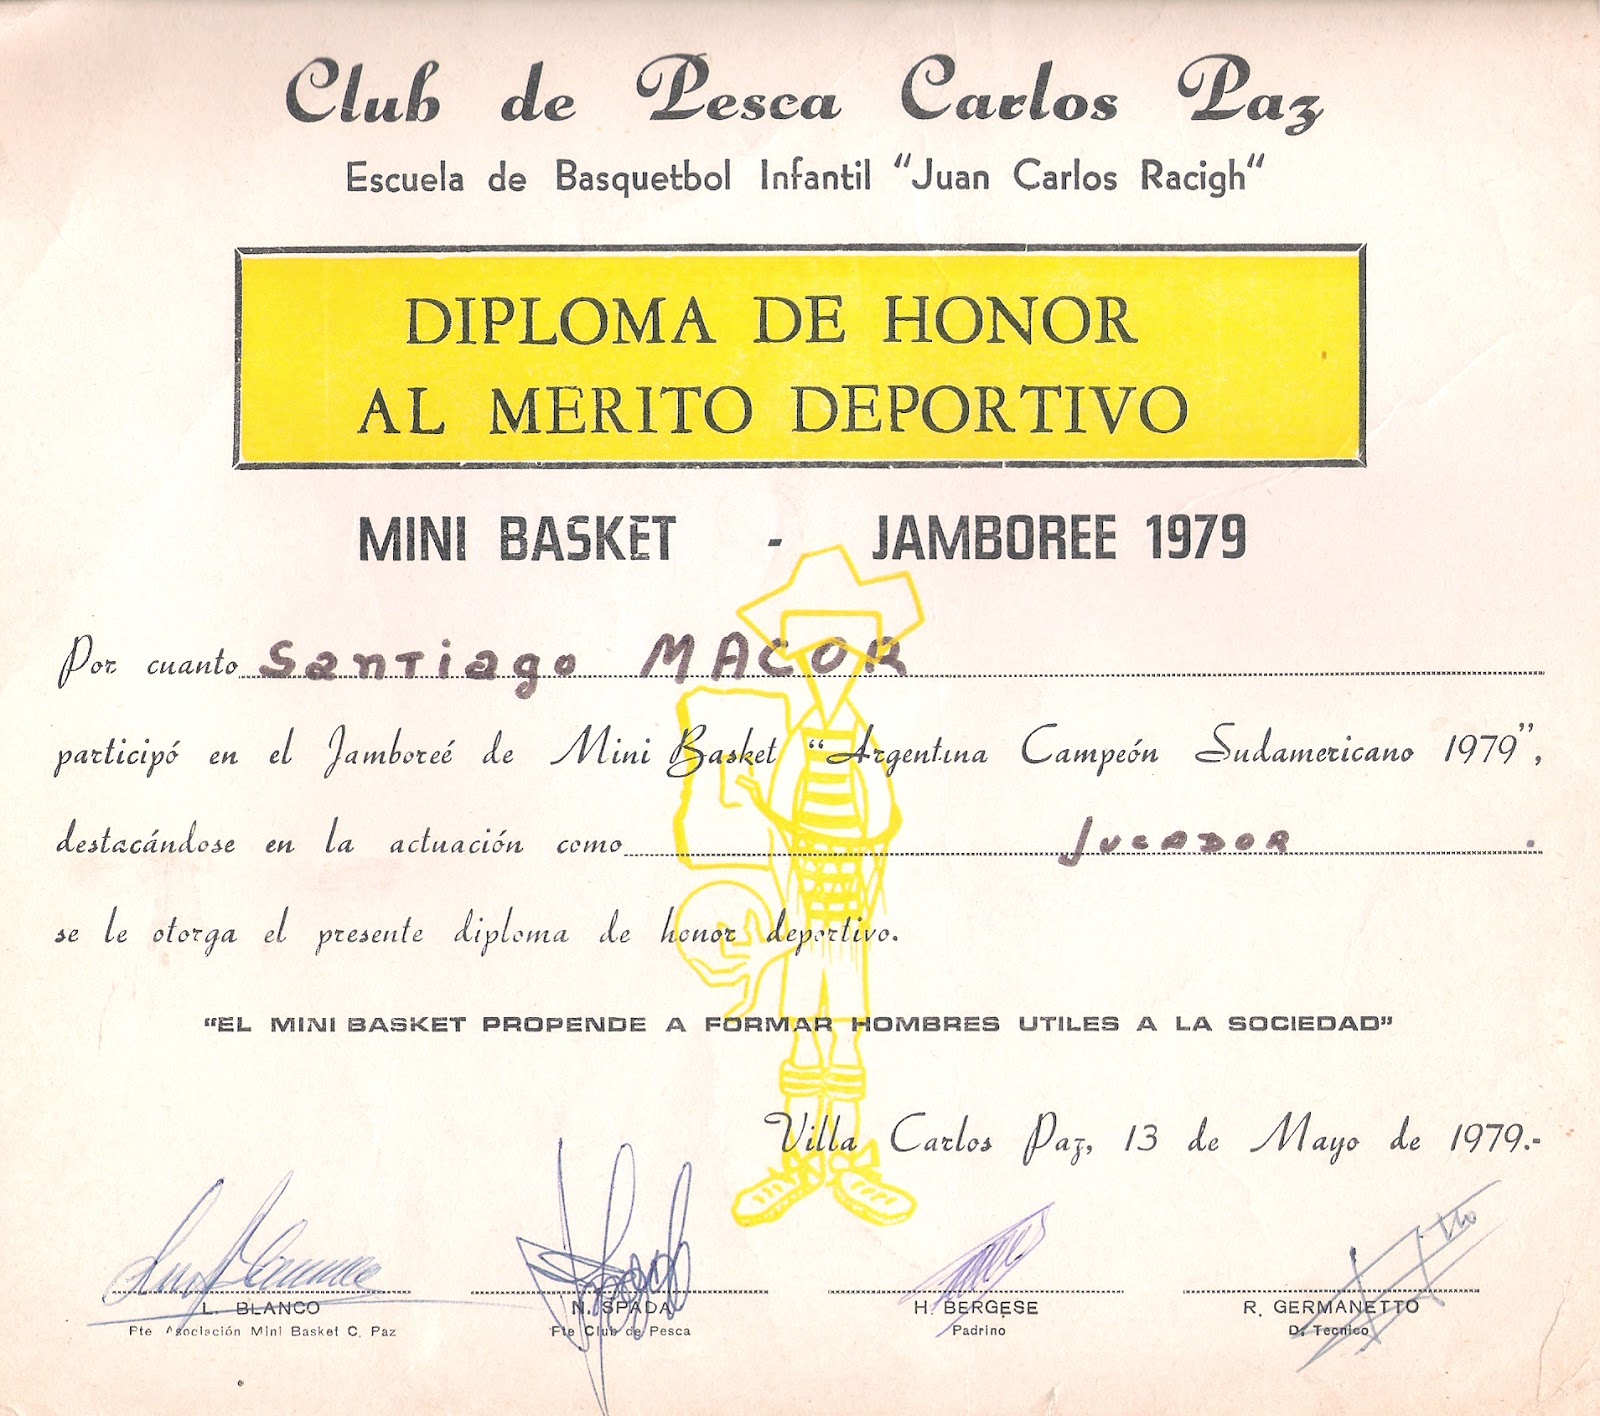 Club de Pesca Carlos Paz
Escuela de Basquetbol Infantil "Juan Carlos Racigh"
DIPLOMA DE HONOR
AL MERITO DEPORTIVO
MINI BASKET - JAMBOREE 1979
Por cuanto Santiago MACOR
participó en el Jamboreé de Mini Basket "Argentina Campeón Sudamericano 1979",
destacándose en la actuación como JUGADOR.
se le otorga el presente diploma de honor deportivo.
"EL MINI BASKET PROPENDE A FORMAR HOMBRES UTILES A LA SOCIEDAD"
Villa Carlos Paz, 13 de Mayo de 1979.-
L. BLANCO N. SPADA H. BERGESE R. GERMANETTO
Pte Asociación Mini Basket C. Paz Pte Club de Pesca Padrino D. Tecnico